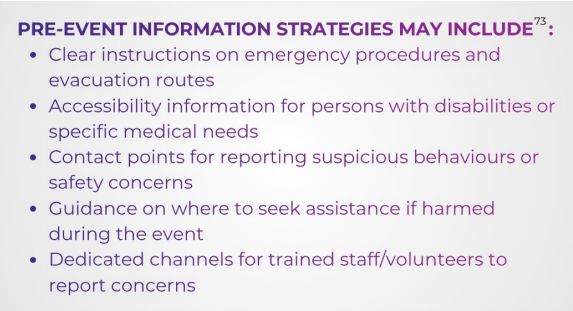 PRE-EVENT INFORMATION STRATEGIES MAY INCLUDE73:
• Clear instructions on emergency procedures and
evacuation routes
• Accessibility information for persons with disabilities or
specific medical needs
• Contact points for reporting suspicious behaviours or
safety concerns
• Guidance on where to seek assistance if harmed
during the event
• Dedicated channels for trained staff/volunteers to
report concerns